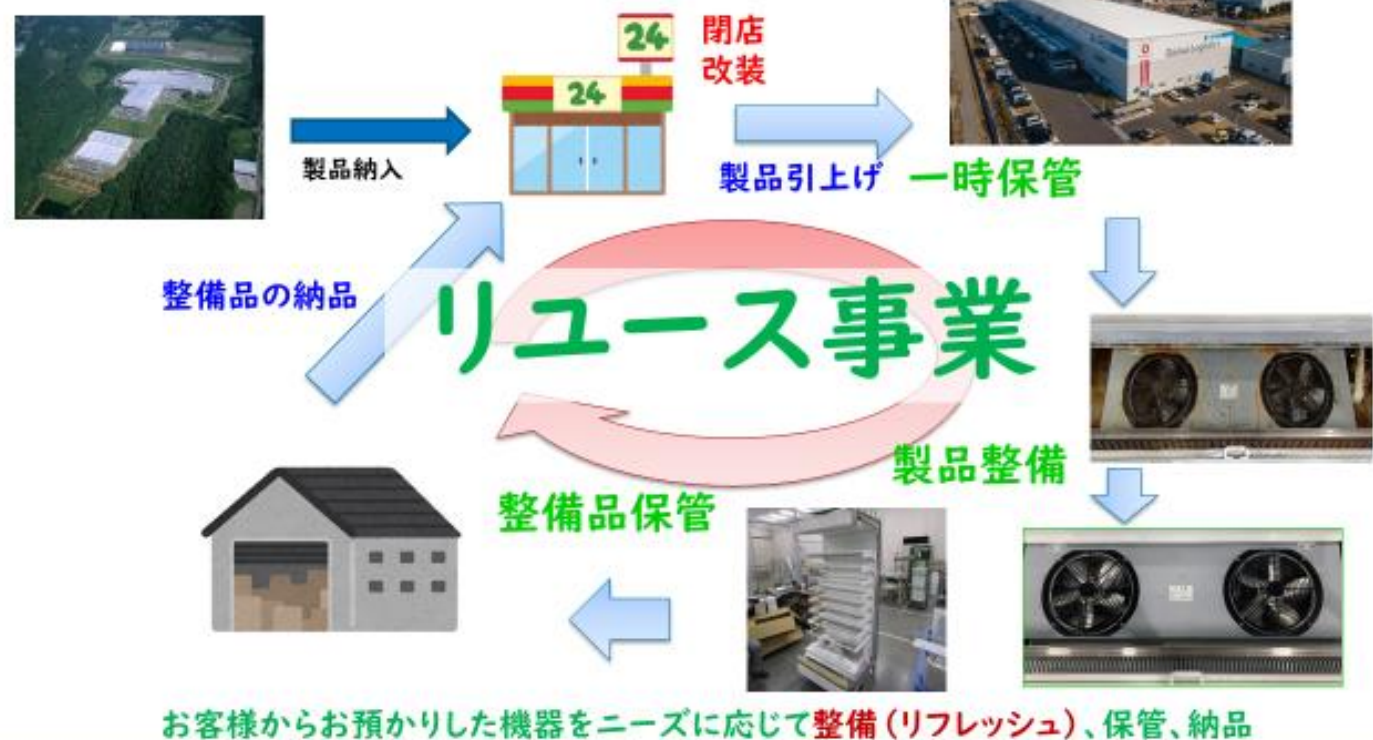 24
24
閉店
改装
製品納入
製品引上げ
一時保管
整備品の納品
リユース事業
製品整備
整備品保管
お客様からお預かりした機器をニーズに応じて整備(リフレッシュ)、保管、納品